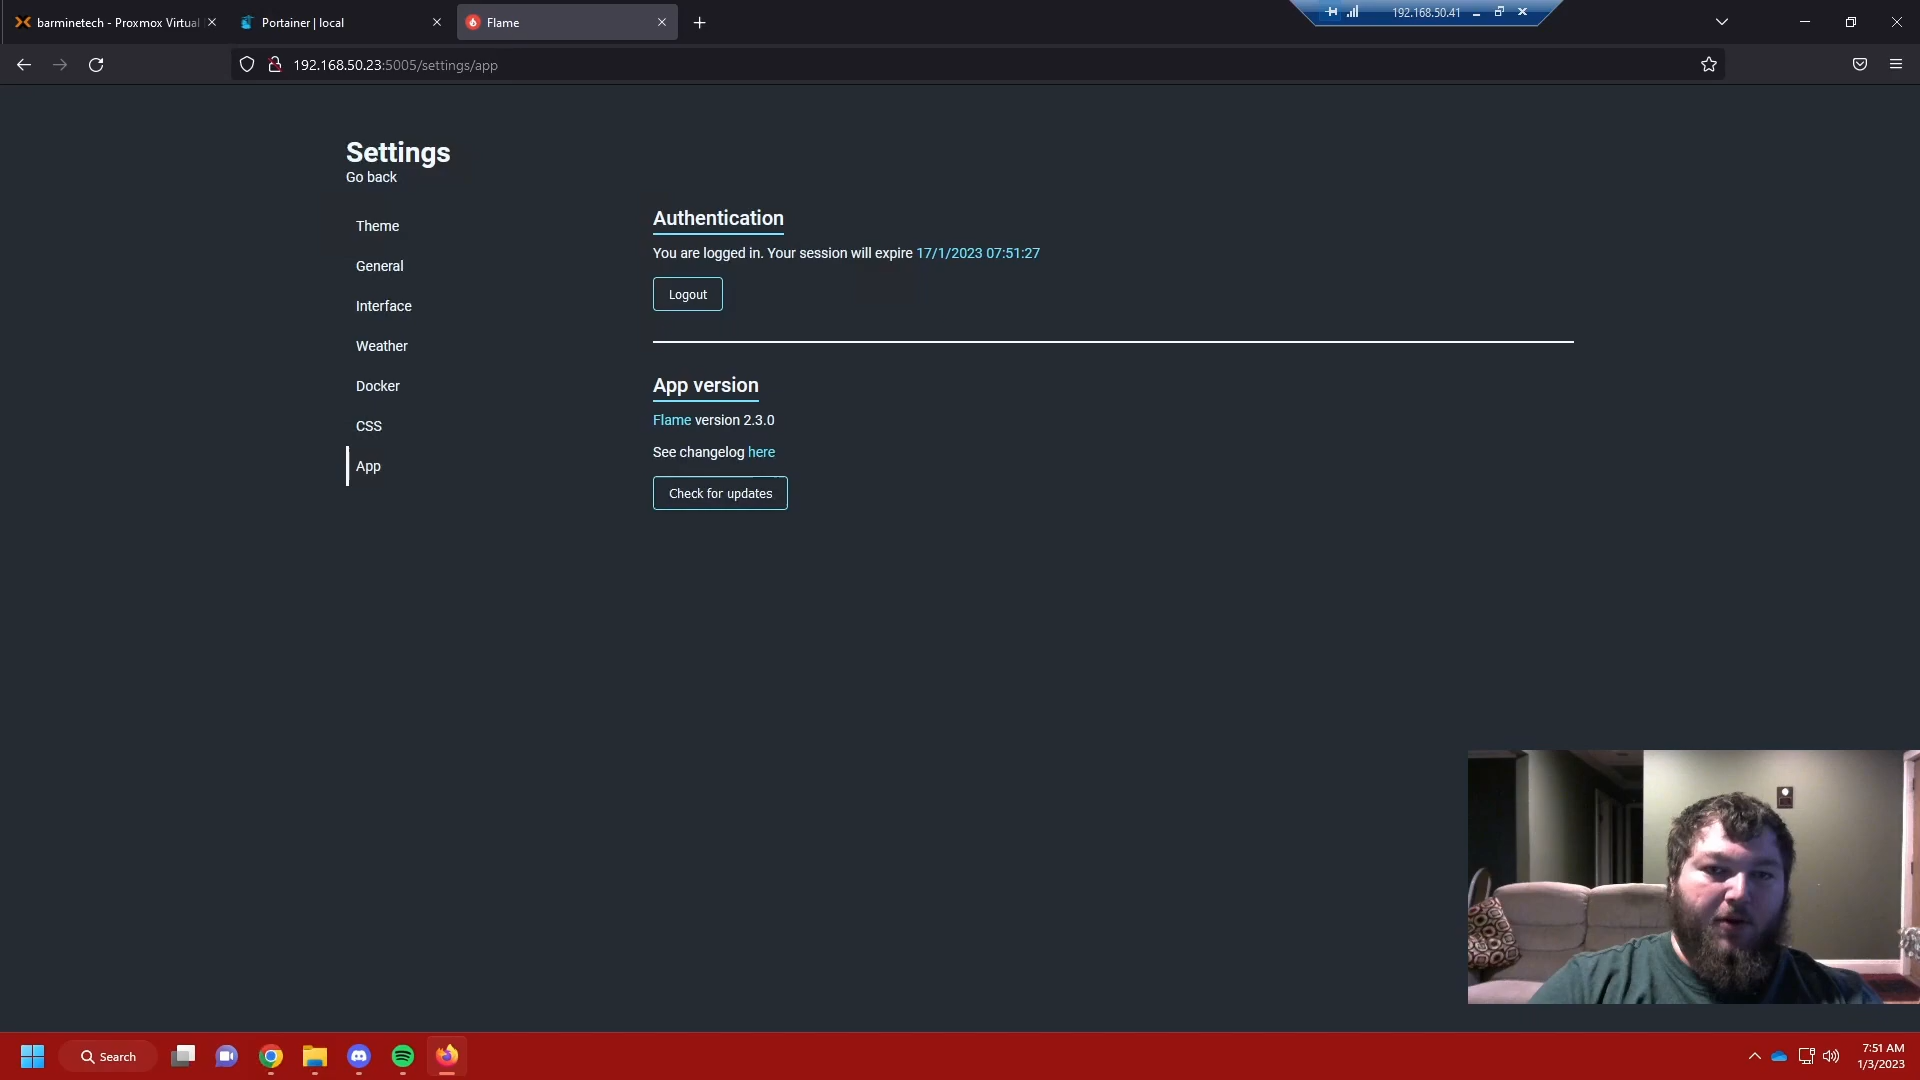 barminetech - Proxmox Virtual
Portainer | local
Flame
192.168.50.41
192.168.50.23:5005/settings/app
Settings
Go back
Theme
General
Interface
Weather
Docker
CSS
App
Authentication
You are logged in. Your session will expire 17/1/2023 07:51:27
Logout
App version
Flame version 2.3.0
See changelog here
Check for updates
Search
7:51 AM
1/3/2023